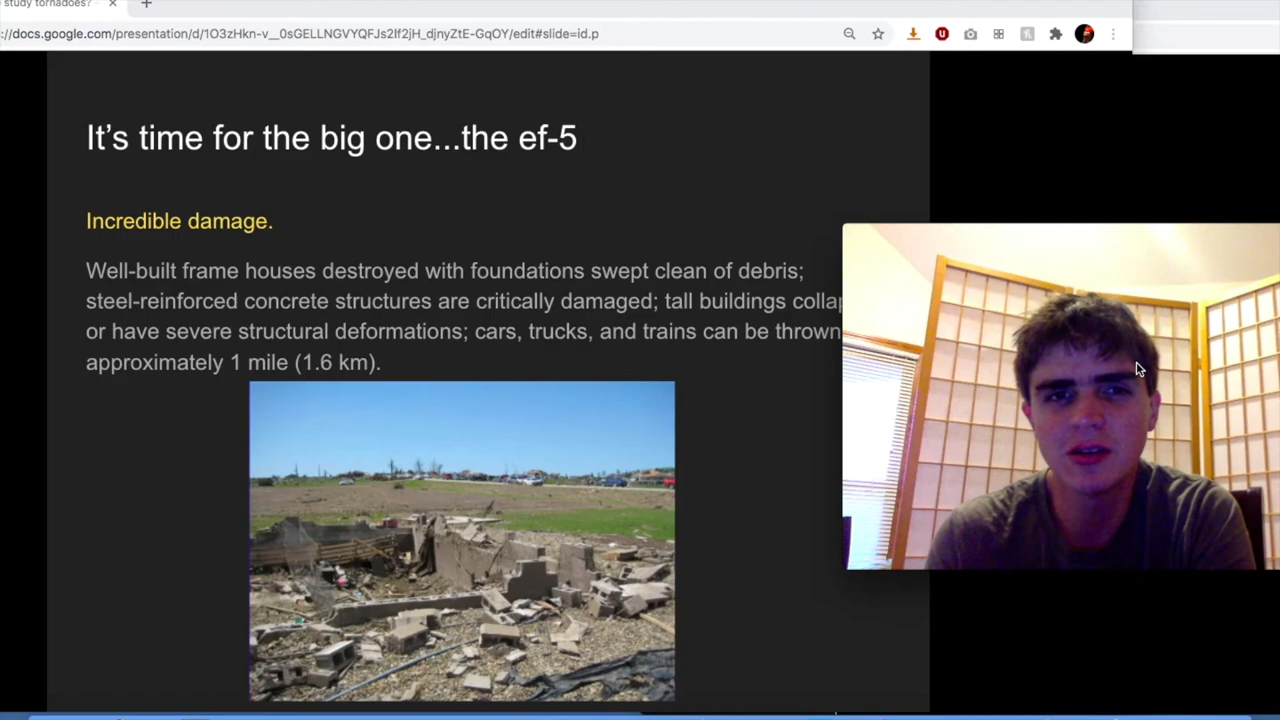 study tornadoes?
://docs.google.com/presentation/d/1O3zHkn-v__0sGELLNGVYQFJs2If2jH_djnyZtE-GqOY/edit#slide=id.p
It’s time for the big one...the ef-5
Incredible damage.
Well-built frame houses destroyed with foundations swept clean of debris;
steel-reinforced concrete structures are critically damaged; tall buildings
or have severe structural deformations; cars, trucks, and trains can be thrown
approximately 1 mile (1.6 km).